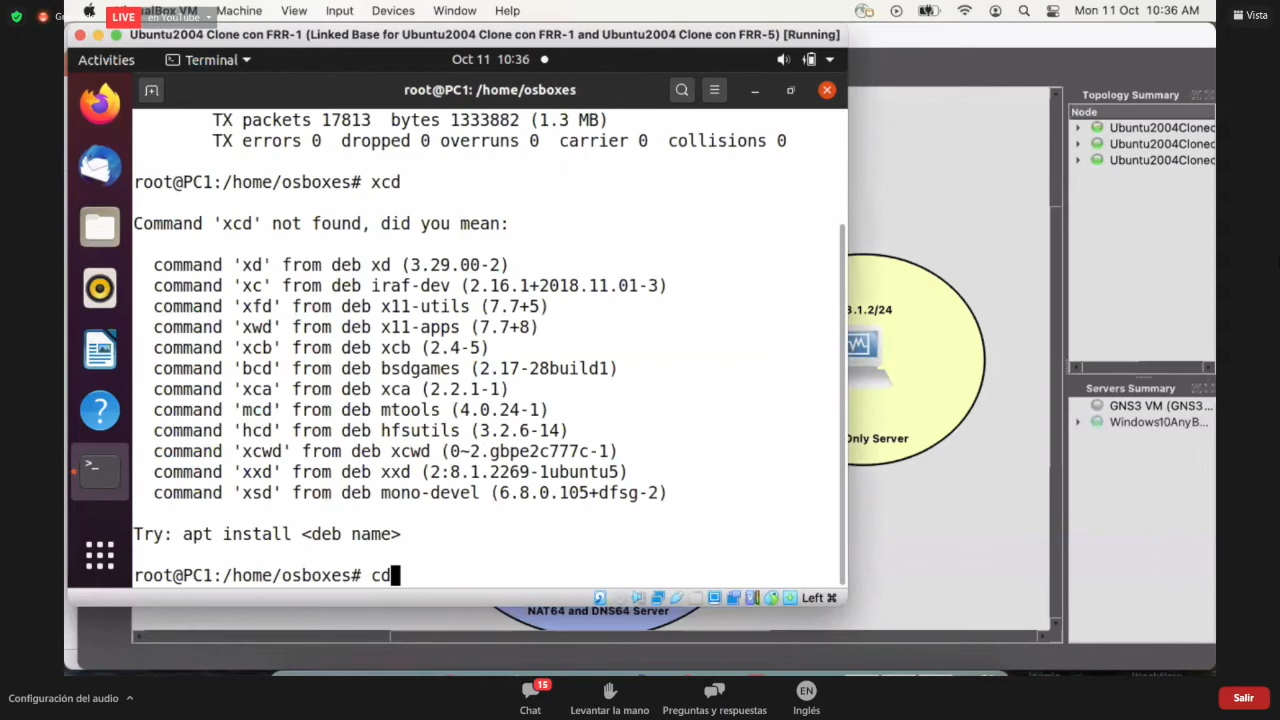 LIVE
en YouTube
VirtualBox VM Machine View Input Devices Window Help
Mon 11 Oct 10:36 AM
Vista
Ubuntu2004 Clone con FRR-1 (Linked Base for Ubuntu2004 Clone con FRR-1 and Ubuntu2004 Clone con FRR-5) [Running]
Activities
Terminal
Oct 11 10:36
root@PC1: /home/osboxes
TX packets 17813 bytes 1333882 (1.3 MB)
TX errors 0 dropped 0 overruns 0 carrier 0 collisions 0
root@PC1:/home/osboxes# xcd
Command 'xcd' not found, did you mean:
command 'xd' from deb xd (3.29.00-2)
command 'xc' from deb iraf-dev (2.16.1+2018.11.01-3)
command 'xfd' from deb x11-utils (7.7+5)
command 'xwd' from deb x11-apps (7.7+8)
command 'xcb' from deb xcb (2.4-5)
command 'bcd' from deb bsdgames (2.17-28build1)
command 'xca' from deb xca (2.2.1-1)
command 'mcd' from deb mtools (4.0.24-1)
command 'hcd' from deb hfsutils (3.2.6-14)
command 'xcwd' from deb xcwd (0~2.gbpe2c777c-1)
command 'xxd' from deb xxd (2:8.1.2269-1ubuntu5)
command 'xsd' from deb mono-devel (6.8.0.105+dfsg-2)
Try: apt install <deb name>
root@PC1:/home/osboxes# cd
Left ⌘
3.1.2/24
Only Server
NAT64 and DNS64 Server
Topology Summary
Node
Ubuntu2004Clonec
Ubuntu2004Clonec
Ubuntu2004Clonec
Servers Summary
GNS3 VM (GNS3...
Windows10AnyB...
Configuración del audio
15
Chat
Levantar la mano
Preguntas y respuestas
EN
Inglés
Salir